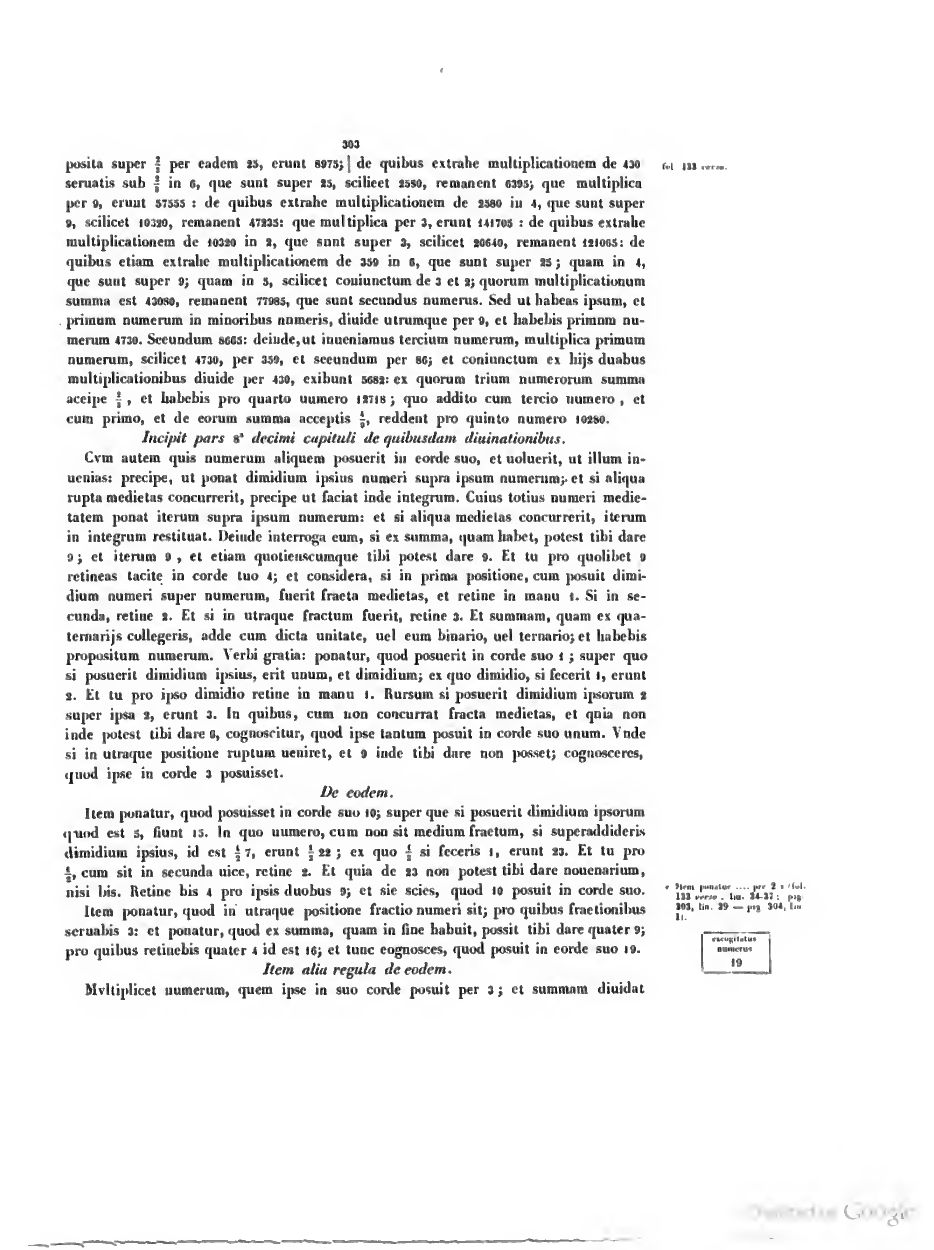 303
posita super 2/3 per eadem 25, erunt 8975; | de quibus extrahe multiplicationem de 430
fol. 133 verso.
seruatis sub 2/3 in 6, que sunt super 25, scilicet 2580, remanent 6395; que multiplica
per 9, erunt 57555 : de quibus extrahe multiplicationem de 2580 in 4, que sunt super
9, scilicet 10320, remanent 47235: que multiplica per 3, erunt 141705 : de quibus extrahe
multiplicationem de 10320 in 2, que sunt super 3, scilicet 20640, remanent 121065: de
quibus etiam extrahe multiplicationem de 359 in 6, que sunt super 25 ; quam in 4,
que sunt super 9; quam in 5, scilicet coniunctum de 3 et 2; quorum multiplicationum
summa est 43080, remanent 77985, que sunt secundus numerus. Sed ut habeas ipsum, et
primum numerum in minoribus numeris, diuide utrumque per 9, et habebis primum nu-
merum 4730. Secundum 8665: deinde, ut inueniamus tercium numerum, multiplica primum
numerum, scilicet 4730, per 359, et secundum per 86; et coniunctum ex hijs duabus
multiplicationibus diuide per 430, exibunt 5682: ex quorum trium numerorum summa
accipe 2/3 , et habebis pro quarto numero 12718 ; quo addito cum tercio numero , et
cum primo, et de eorum summa acceptis 4/9, reddent pro quinto numero 10280.
Incipit pars 8ª decimi capituli de quibusdam diuinationibus.
Cvm autem quis numerum aliquem posuerit in corde suo, et uoluerit, ut illum in-
uenias: precipe, ut ponat dimidium ipsius numeri supra ipsum numerum; et si aliqua
rupta medietas concurrerit, precipe ut faciat inde integrum. Cuius totius numeri medie-
tatem ponat iterum supra ipsum numerum: et si aliqua medietas concurrerit, iterum
in integrum restituat. Deinde interroga eum, si ex summa, quam habet, potest tibi dare
9 ; et iterum 9 , et etiam quotienscumque tibi potest dare 9. Et tu pro quolibet 9
retineas tacite in corde tuo 4; et considera, si in prima positione, cum posuit dimi-
dium numeri super numerum, fuerit fracta medietas, et retine in manu 1. Si in se-
cunda, retine 2. Et si in utraque fractum fuerit, retine 3. Et summam, quam ex qua-
ternarijs collegeris, adde cum dicta unitate, uel cum binario, uel ternario; et habebis
propositum numerum. Verbi gratia: ponatur, quod posuerit in corde suo 1 ; super quo
si posuerit dimidium ipsius, erit unum, et dimidium; ex quo dimidio, si fecerit 1, erunt
2. Et tu pro ipso dimidio retine in manu 1. Rursum si posuerit dimidium ipsorum 2
super ipsa 2, erunt 3. In quibus, cum non concurrat fracta medietas, et quia non
inde potest tibi dare 9, cognoscitur, quod ipse tantum posuit in corde suo unum. Vnde
si in utraque positione ruptum ueniret, et 9 inde tibi dare non posset; cognosceres,
quod ipse in corde 3 posuisset.
De eodem.
Item ponatur, quod posuisset in corde suo 10; super que si posuerit dimidium ipsorum
quod est 5, fiunt 15. In quo numero, cum non sit medium fractum, si superaddideris
dimidium ipsius, id est 1/2 7, erunt 1/2 22 ; ex quo 1/2 si feceris 1, erunt 23. Et tu pro
1/2, cum sit in secunda uice, retine 2. Et quia de 23 non potest tibi dare nouenarium,
nisi bis. Retine bis 4 pro ipsis duobus 9; et sic scies, quod 10 posuit in corde suo.
Item ponatur, quod in utraque positione fractio numeri sit; pro quibus fractionibus
seruabis 3: et ponatur, quod ex summa, quam in fine habuit, possit tibi dare quater 9;
pro quibus retinebis quater 4 id est 16; et tunc cognosces, quod posuit in corde suo 19.
« Item ponatur .... per 2 » (fol.
133 verso , lin. 34-37 ; pag.
303, lin. 39 — pag. 304, lin
1).
excogitatus
numerus
19
Item alia regula de eodem.
Mvltiplicet numerum, quem ipse in suo corde posuit per 3 ; et summam diuidat
Digitized by Google